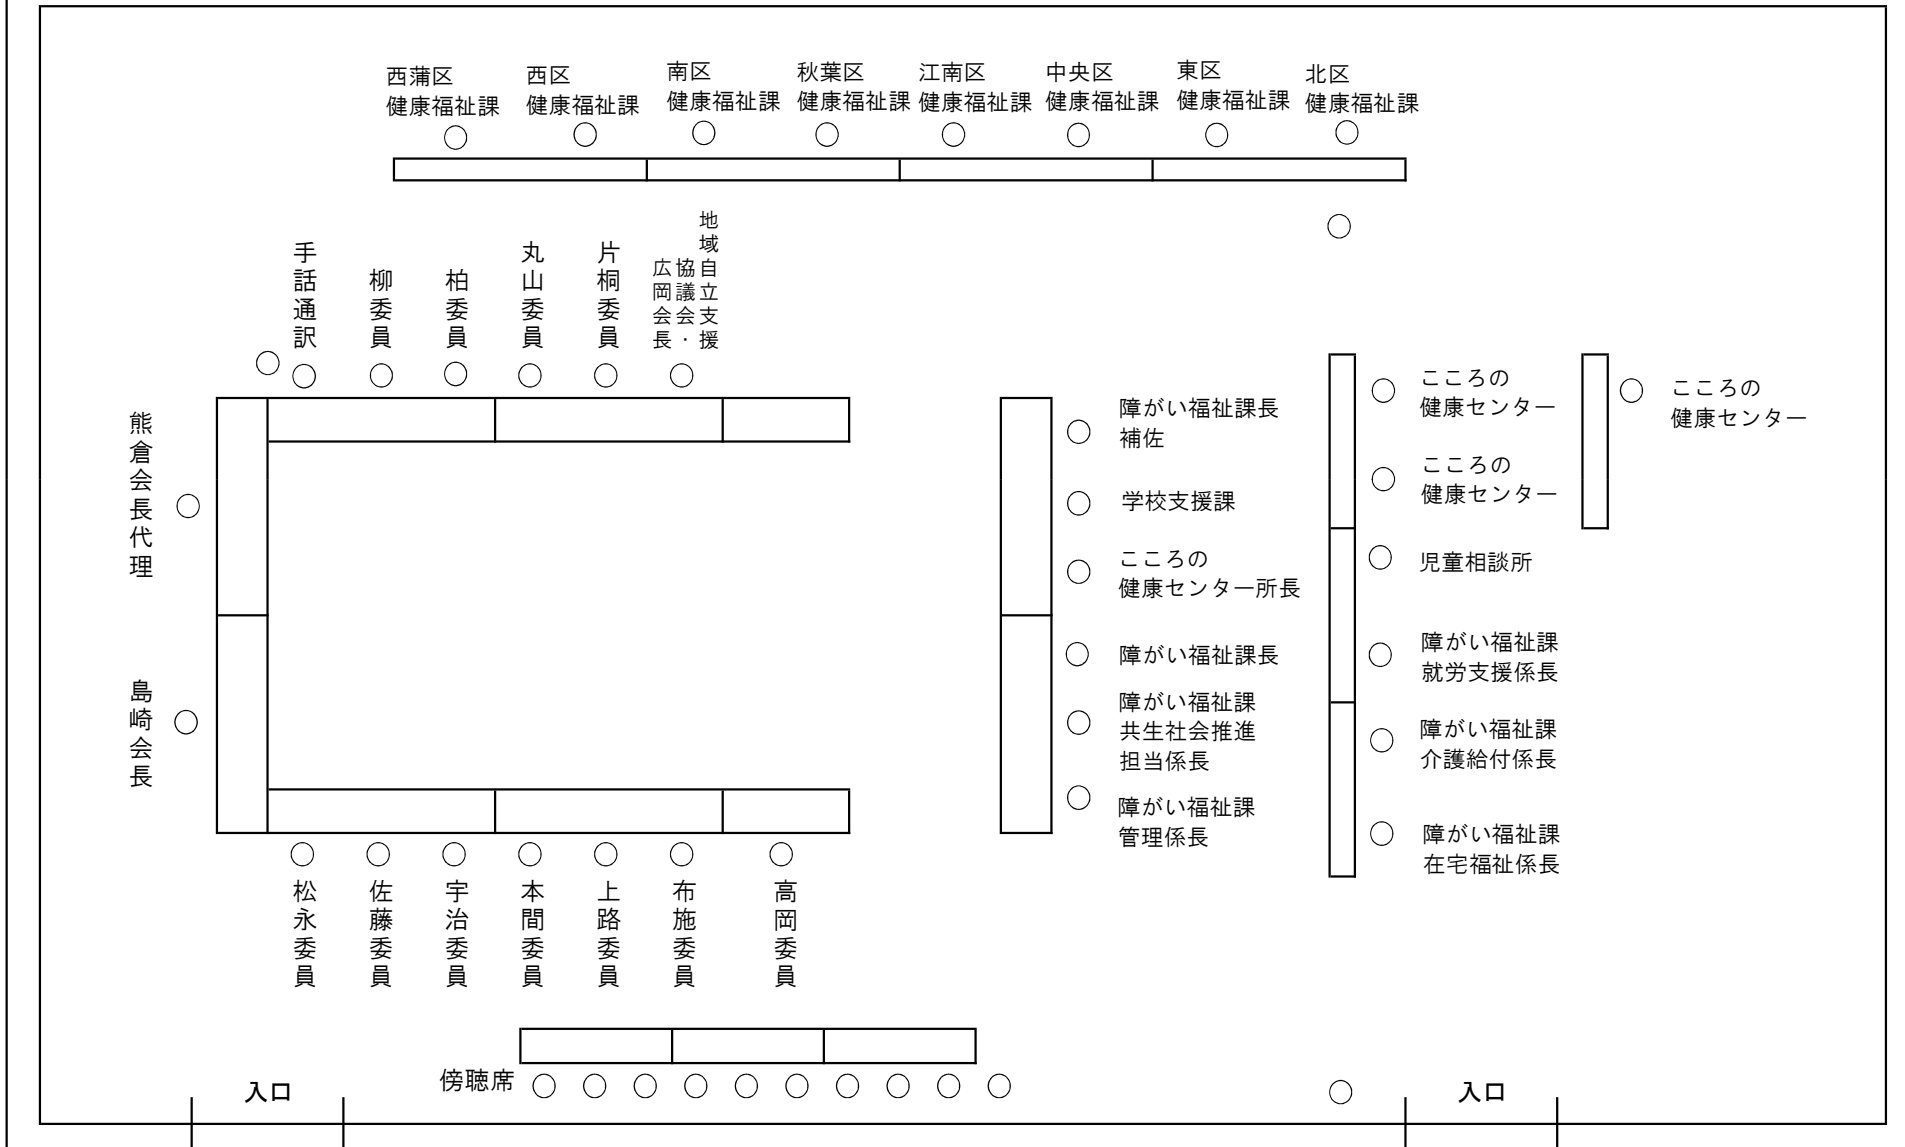 西蒲区
健康福祉課
西区
健康福祉課
南区
健康福祉課
秋葉区
健康福祉課
江南区
健康福祉課
中央区
健康福祉課
東区
健康福祉課
北区
健康福祉課
手話通訳
柳委員
柏委員
丸山委員
片桐委員
地域自立支援
協議会・
広岡会長
熊倉会長代理
島崎会長
障がい福祉課長
補佐
学校支援課
こころの
健康センター所長
障がい福祉課長
障がい福祉課
共生社会推進
担当係長
障がい福祉課
管理係長
こころの
健康センター
こころの
健康センター
児童相談所
障がい福祉課
就労支援係長
障がい福祉課
介護給付係長
障がい福祉課
在宅福祉係長
こころの
健康センター
松永委員
佐藤委員
宇治委員
本間委員
上路委員
布施委員
高岡委員
傍聴席
入口
入口